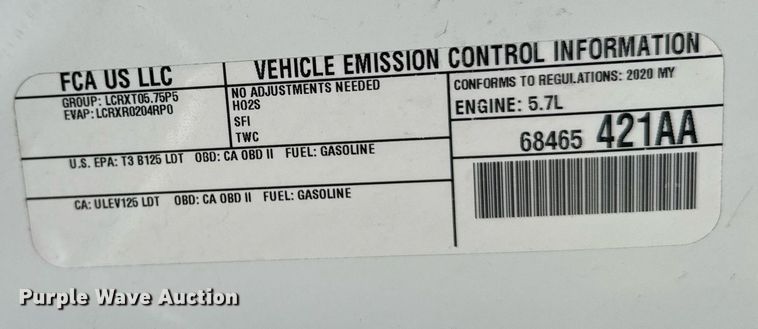 FCA US LLC
VEHICLE EMISSION CONTROL INFORMATION
GROUP: LCRXT05.75P5
EVAP: LCRXR0204RP0
NO ADJUSTMENTS NEEDED
HO2S
SFI
TWC
CONFORMS TO REGULATIONS: 2020 MY
ENGINE: 5.7L
68465 421AA
U.S. EPA: T3 B125 LDT OBD: CA OBD II FUEL: GASOLINE
CA: ULEV125 LDT OBD: CA OBD II FUEL: GASOLINE
Purple Wave Auction